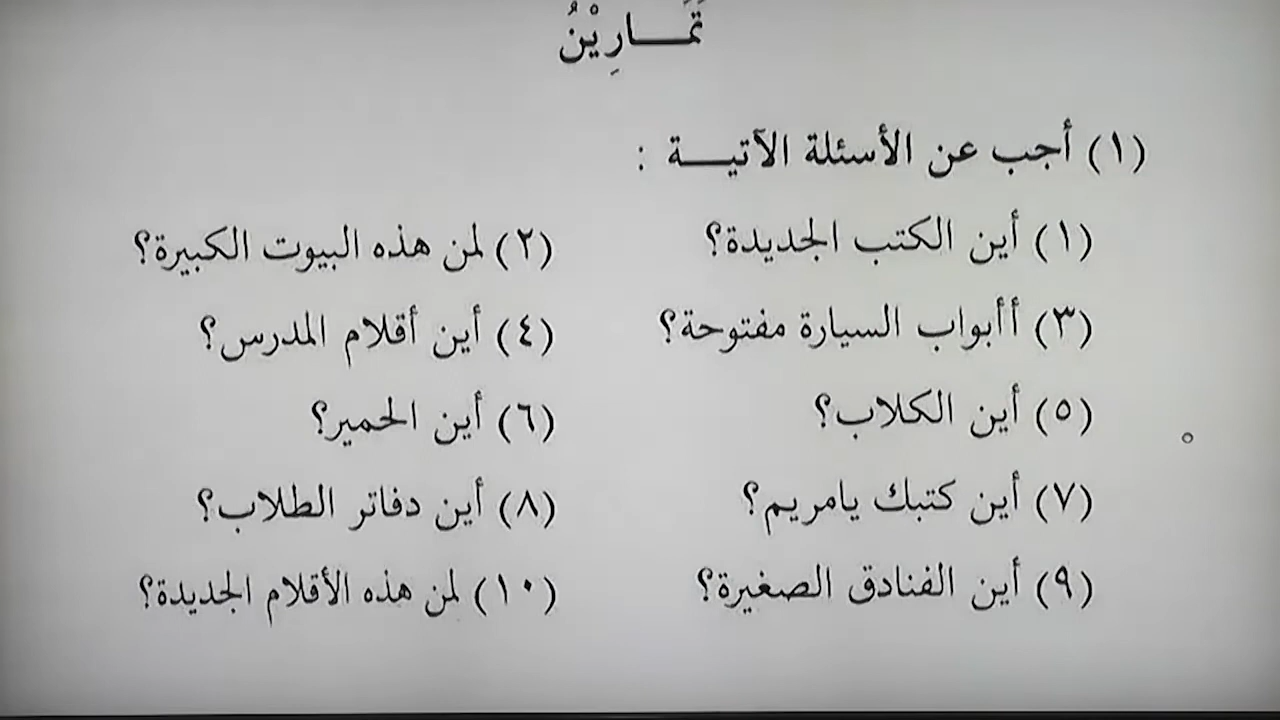 تَمَـــارِيْنُ
(١) أجب عن الأسئلة الآتيـــة :
(١) أين الكتب الجديدة؟ (٢) لمن هذه البيوت الكبيرة؟
(٣) أأبواب السيارة مفتوحة؟ (٤) أين أقلام المدرس؟
(٥) أين الكلاب؟ (٦) أين الحمير؟
(٧) أين كتبك يامريم؟ (٨) أين دفاتر الطلاب؟
(٩) أين الفنادق الصغيرة؟ (١٠) لمن هذه الأقلام الجديدة؟